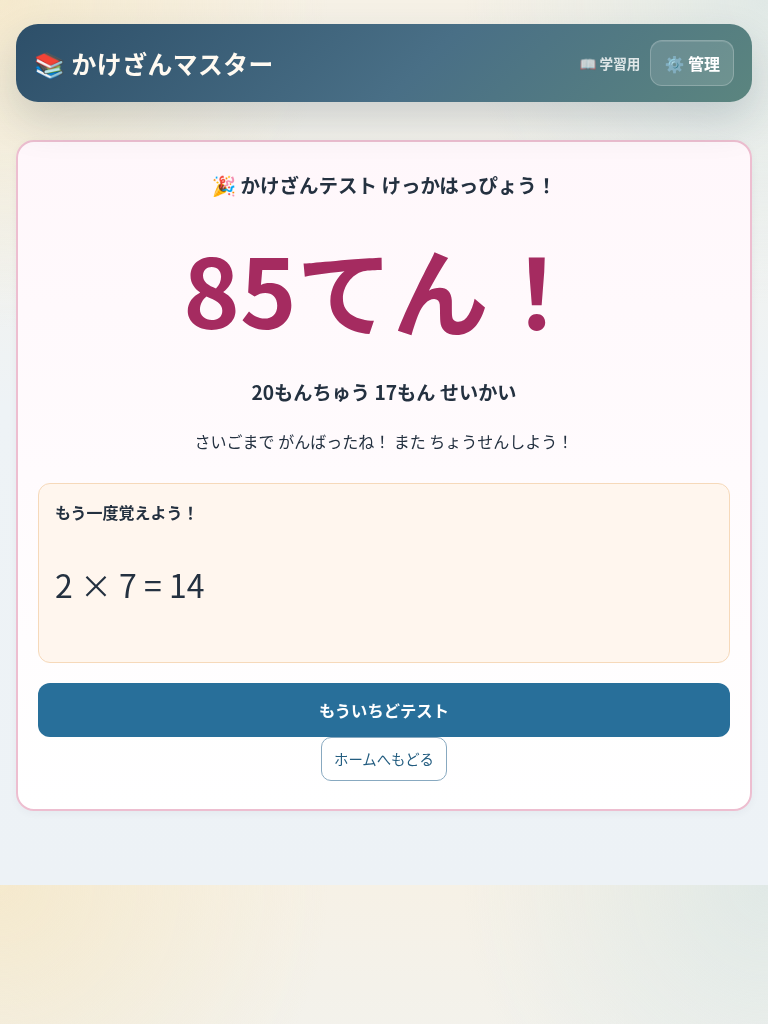 📚 かけざんマスター
📖 学習用
⚙️ 管理
🎉 かけざんテスト けっかはっぴょう！
85てん！
20もんちゅう 17もん せいかい
さいごまで がんばったね！ また ちょうせんしよう！
もう一度覚えよう！
2 × 7 = 14
もういちどテスト
ホームへもどる